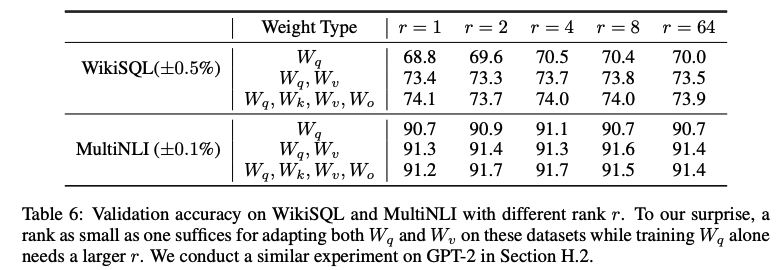 Weight Type r = 1 r = 2 r = 4 r = 8 r = 64
WikiSQL(±0.5%)
W_q 68.8 69.6 70.5 70.4 70.0
W_q, W_v 73.4 73.3 73.7 73.8 73.5
W_q, W_k, W_v, W_o 74.1 73.7 74.0 74.0 73.9
MultiNLI (±0.1%)
W_q 90.7 90.9 91.1 90.7 90.7
W_q, W_v 91.3 91.4 91.3 91.6 91.4
W_q, W_k, W_v, W_o 91.2 91.7 91.7 91.5 91.4
Table 6: Validation accuracy on WikiSQL and MultiNLI with different rank r. To our surprise, a
rank as small as one suffices for adapting both W_q and W_v on these datasets while training W_q alone
needs a larger r. We conduct a similar experiment on GPT-2 in Section H.2.